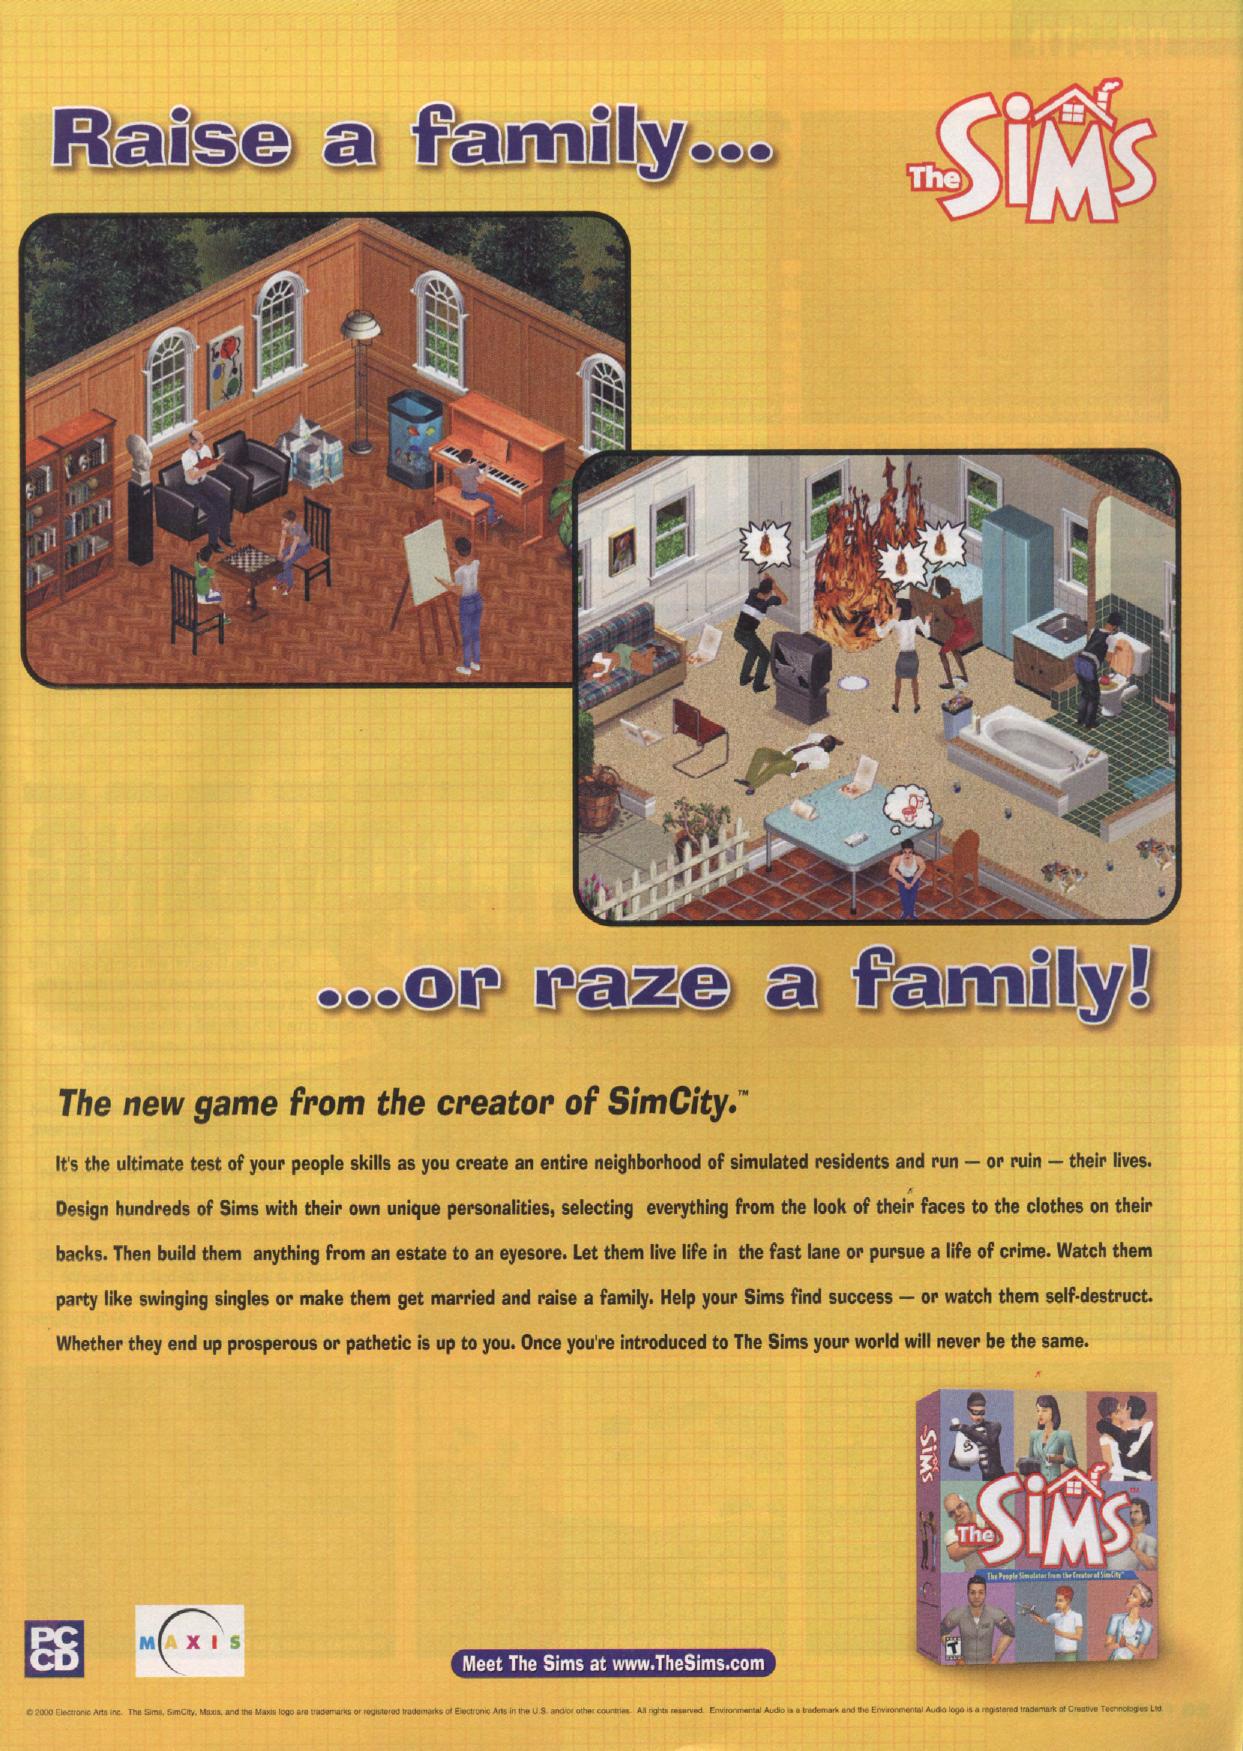 Raise a family...
The SiMS
...or raze a family!
The new game from the creator of SimCity.™
It's the ultimate test of your people skills as you create an entire neighborhood of simulated residents and run — or ruin — their lives.
Design hundreds of Sims with their own unique personalities, selecting everything from the look of their faces to the clothes on their
backs. Then build them anything from an estate to an eyesore. Let them live life in the fast lane or pursue a life of crime. Watch them
party like swinging singles or make them get married and raise a family. Help your Sims find success — or watch them self-destruct.
Whether they end up prosperous or pathetic is up to you. Once you're introduced to The Sims your world will never be the same.
The SiMS
The SiMS™
The People Simulator from the Creator of SimCity™
T
PC
CD
MAXIS
Meet The Sims at www.TheSims.com
© 2000 Electronic Arts Inc. The Sims, SimCity, Maxis, and the Maxis logo are trademarks or registered trademarks of Electronic Arts in the U.S. and/or other countries. All rights reserved. Environmental Audio is a trademark and the Environmental Audio logo is a registered trademark of Creative Technologies Ltd.